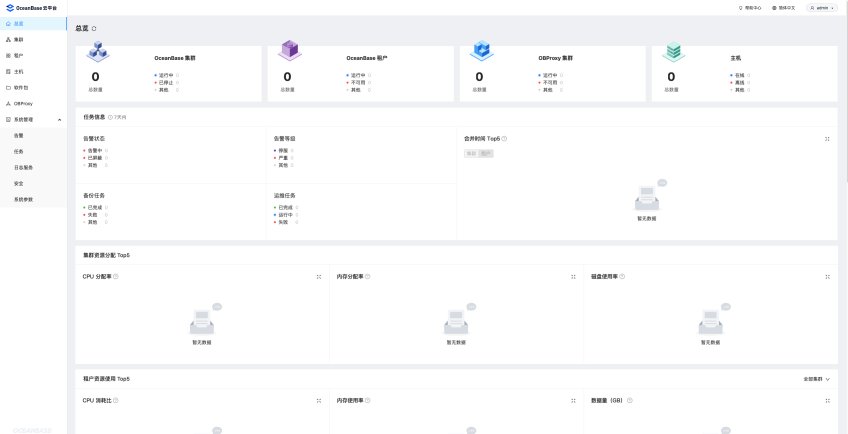 OceanBase 云平台
帮助中心
简体中文
admin
总览
集群
租户
主机
软件包
OBProxy
系统管理
告警
任务
日志服务
安全
系统参数
OCEANBASE
总览
0
总数量
OceanBase 集群
运行中 0
已停止 0
其他 0
0
总数量
OceanBase 租户
运行中 0
不可用 0
其他 0
0
总数量
OBProxy 集群
运行中 0
不可用 0
其他 0
0
总数量
主机
在线 0
离线 0
其他 0
任务信息 7天内
告警状态
告警中 0
已屏蔽 0
其他 0
告警等级
停服 0
严重 0
其他 0
合并时间 Top5
集群 租户
暂无数据
备份任务
已完成 0
失败 0
其他 0
运维任务
已完成 0
运行中 0
失败 0
集群资源分配 Top5
CPU 分配率
暂无数据
内存分配率
暂无数据
磁盘使用率
暂无数据
租户资源使用 Top5
全部集群
CPU 消耗比
内存使用率
数据量（GB）